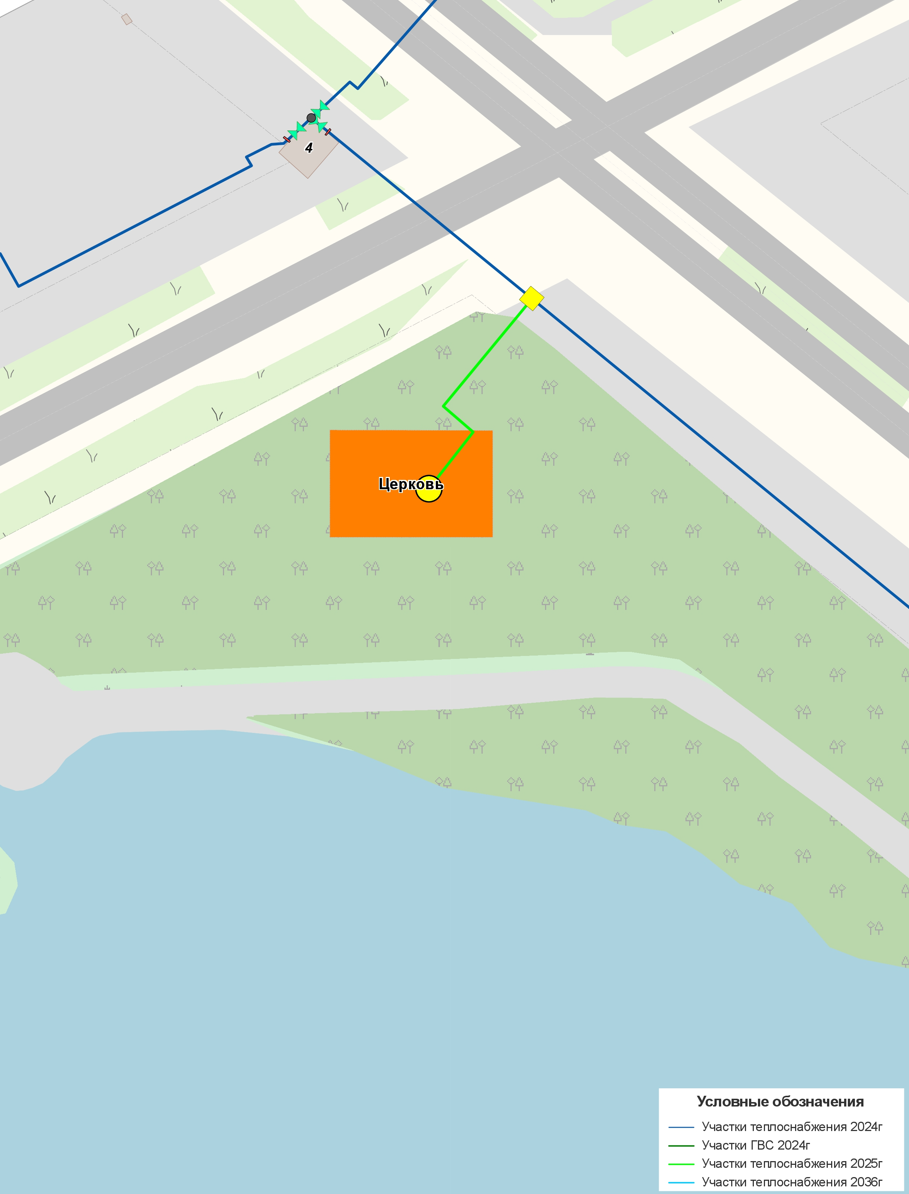 4
Церковь
Условные обозначения
Участки теплоснабжения 2024г
Участки ГВС 2024г
Участки теплоснабжения 2025г
Участки теплоснабжения 2036г